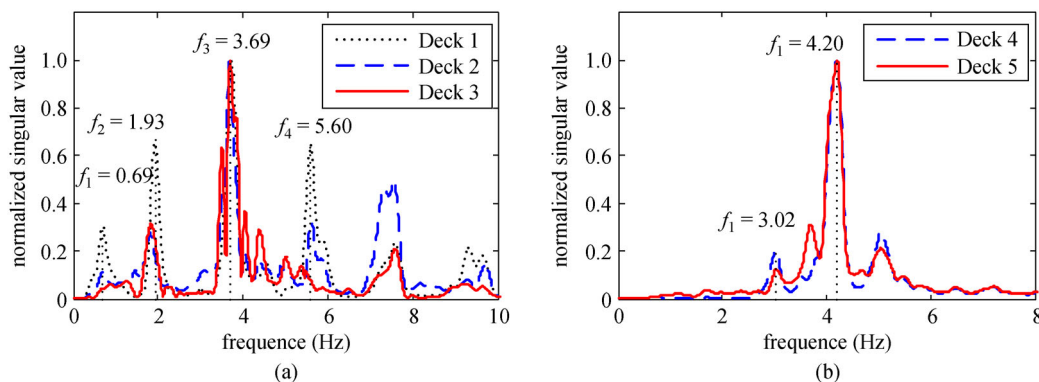 f₃ = 3.69
Deck 1
Deck 2
Deck 3
f₂ = 1.93
f₄ = 5.60
f₁ = 0.69
1.0
0.8
0.6
0.4
0.2
0
normalized singular value
0
2
4
6
8
10
frequence (Hz)
(a)
f₁ = 4.20
Deck 4
Deck 5
f₁ = 3.02
1.0
0.8
0.6
0.4
0.2
0
normalized singular value
0
2
4
6
8
frequence (Hz)
(b)